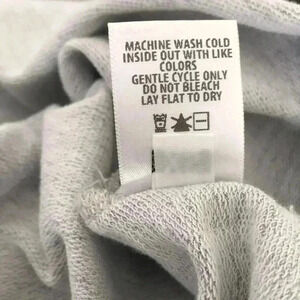 MACHINE WASH COLD
INSIDE OUT WITH LIKE
COLORS
GENTLE CYCLE ONLY
DO NOT BLEACH
LAY FLAT TO DRY